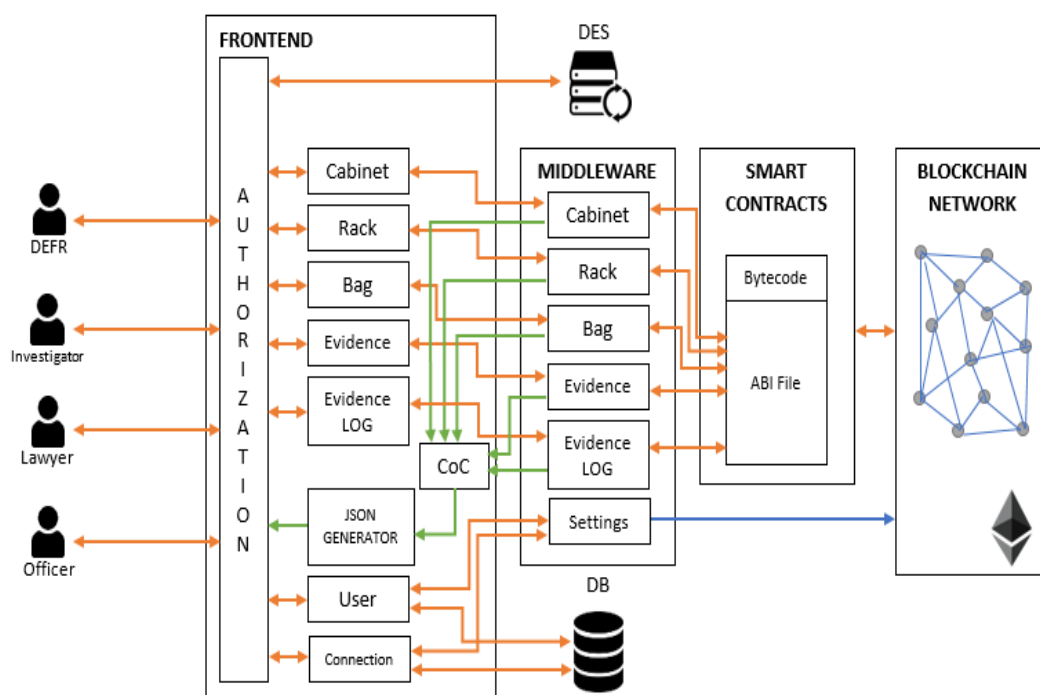 DES
FRONTEND
A
U
T
H
O
R
I
Z
A
T
I
O
N
DEFR
Investigator
Lawyer
Officer
Cabinet
Rack
Bag
Evidence
Evidence
LOG
CoC
JSON
GENERATOR
User
Connection
MIDDLEWARE
Cabinet
Rack
Bag
Evidence
Evidence
LOG
Settings
DB
SMART
CONTRACTS
Bytecode
ABI File
BLOCKCHAIN
NETWORK